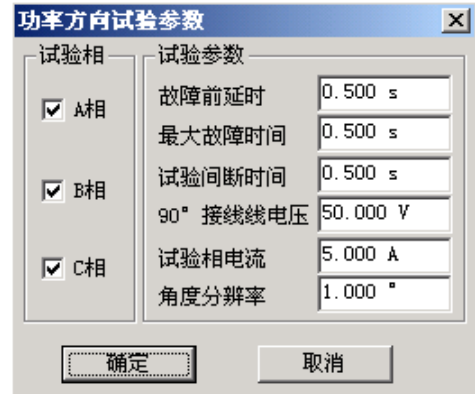 功率方向试验参数
试验相
A相
B相
C相
试验参数
故障前延时 0.500 s
最大故障时间 0.500 s
试验间断时间 0.500 s
90° 接线线电压 50.000 V
试验相电流 5.000 A
角度分辨率 1.000 °
确定 取消